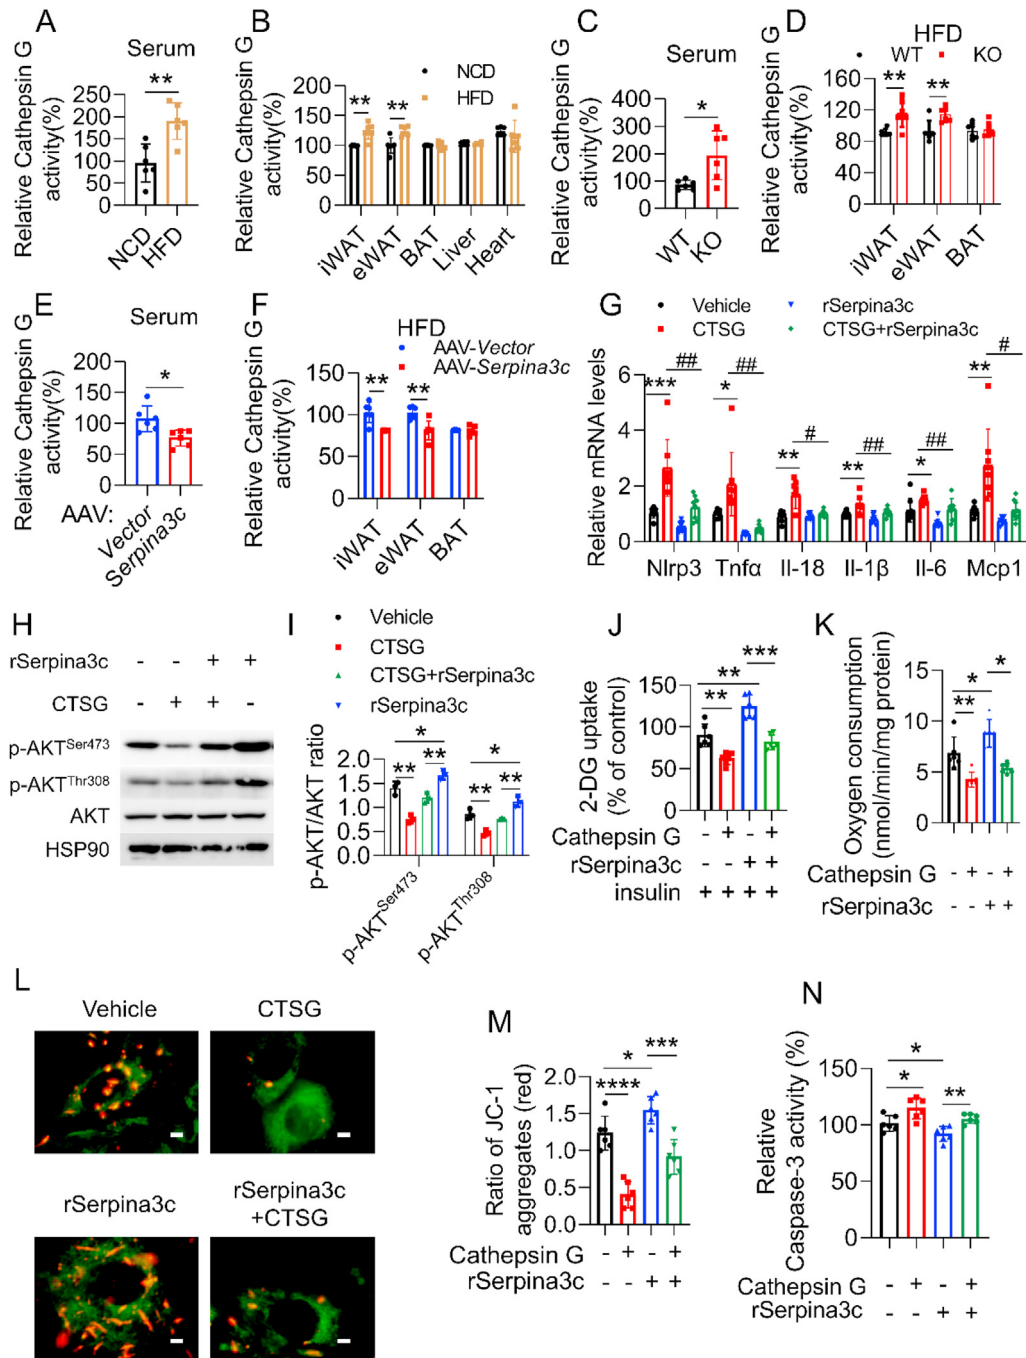 A
Serum
**
Relative Cathepsin G
activity(%)
250
200
150
100
50
0
NCD
HFD
B
NCD
HFD
Relative Cathepsin G
activity(%)
200
150
100
50
0
**
**
iWAT
eWAT
BAT
Liver
Heart
C
Serum
*
Relative Cathepsin G
activity(%)
400
300
200
100
0
WT
KO
D
HFD
WT
KO
Relative Cathepsin G
activity(%)
160
120
80
40
0
**
**
iWAT
eWAT
BAT
E
Serum
*
Relative Cathepsin G
activity(%)
200
150
100
50
0
AAV:
Vector
Serpina3c
F
HFD
AAV-Vector
AAV-Serpina3c
Relative Cathepsin G
activity(%)
150
100
50
0
**
**
iWAT
eWAT
BAT
G
Vehicle
rSerpina3c
CTSG
CTSG+rSerpina3c
Relative mRNA levels
6
4
2
0
*** ## * ## ** # ** ## * ## ** #
Nlrp3 Tnfα Il-18 Il-1β Il-6 Mcp1
H
rSerpina3c - - + +
CTSG - + + -
p-AKTSer473
p-AKTThr308
AKT
HSP90
I
Vehicle
CTSG
CTSG+rSerpina3c
rSerpina3c
p-AKT/AKT ratio
2.0
1.5
1.0
0.5
0.0
* ** ** * ** **
p-AKTSer473
p-AKTThr308
J
2-DG uptake
(% of control)
150
100
50
0
** ** ***
Cathepsin G - + - +
rSerpina3c - - + +
insulin + + + +
K
Oxygen consumption
(nmol/min/mg protein)
15
10
5
0
* ** *
Cathepsin G - + - +
rSerpina3c - - + +
L
Vehicle
CTSG
rSerpina3c
rSerpina3c
+CTSG
M
Ratio of JC-1
aggregates (red)
2.0
1.5
1.0
0.5
0.0
**** * ***
Cathepsin G - + - +
rSerpina3c - - + +
N
Relative
Caspase-3 activity (%)
150
100
50
0
* * **
Cathepsin G - + - +
rSerpina3c - - + +